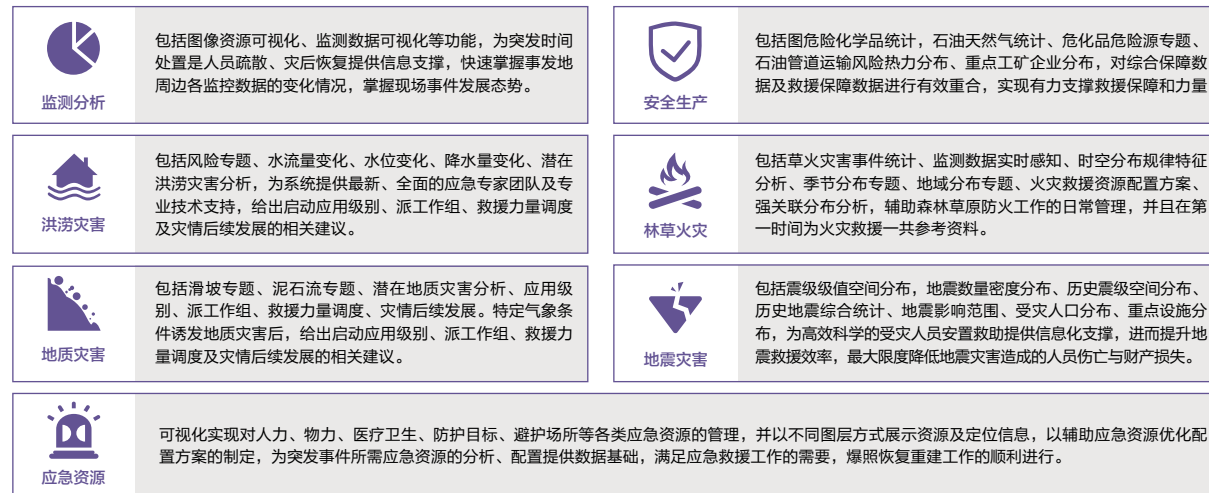 包括图像资源可视化、监测数据可视化等功能，为突发时间
处置是人员疏散、灾后恢复提供信息支撑，快速掌握事发地
周边各监控数据的变化情况，掌握现场事件发展态势。
监测分析
包括图危险化学品统计，石油天然气统计、危化品危险源专题、
石油管道运输风险热力分布、重点工矿企业分布，对综合保障数
据及救援保障数据进行有效重合，实现有力支撑救援保障和力量
安全生产
包括风险专题、水流量变化、水位变化、降水量变化、潜在
洪涝灾害分析，为系统提供最新、全面的应急专家团队及专
业技术支持，给出启动应用级别、派工作组、救援力量调度
及灾情后续发展的相关建议。
洪涝灾害
包括草火灾害事件统计、监测数据实时感知、时空分布规律特征
分析、季节分布专题、地域分布专题、火灾救援资源配置方案、
强关联分布分析，辅助森林草原防火工作的日常管理，并且在第
一时间为火灾救援一共参考资料。
林草火灾
包括滑坡专题、泥石流专题、潜在地质灾害分析、应用级
别、派工作组、救援力量调度、灾情后续发展。特定气象条
件诱发地质灾害后，给出启动应用级别、派工作组、救援力
量调度及灾情后续发展的相关建议。
地质灾害
包括震级级值空间分布，地震数量密度分布、历史震级空间分布、
历史地震综合统计、地震影响范围、受灾人口分布、重点设施分
布，为高效科学的受灾人员安置救助提供信息化支撑，进而提升地
震救援效率，最大限度降低地震灾害造成的人员伤亡与财产损失。
地震灾害
可视化实现对人力、物力、医疗卫生、防护目标、避护场所等各类应急资源的管理，并以不同图层方式展示资源及定位信息，以辅助应急资源优化配
置方案的制定，为突发事件所需应急资源的分析、配置提供数据基础，满足应急救援工作的需要，爆照恢复重建工作的顺利进行。
应急资源